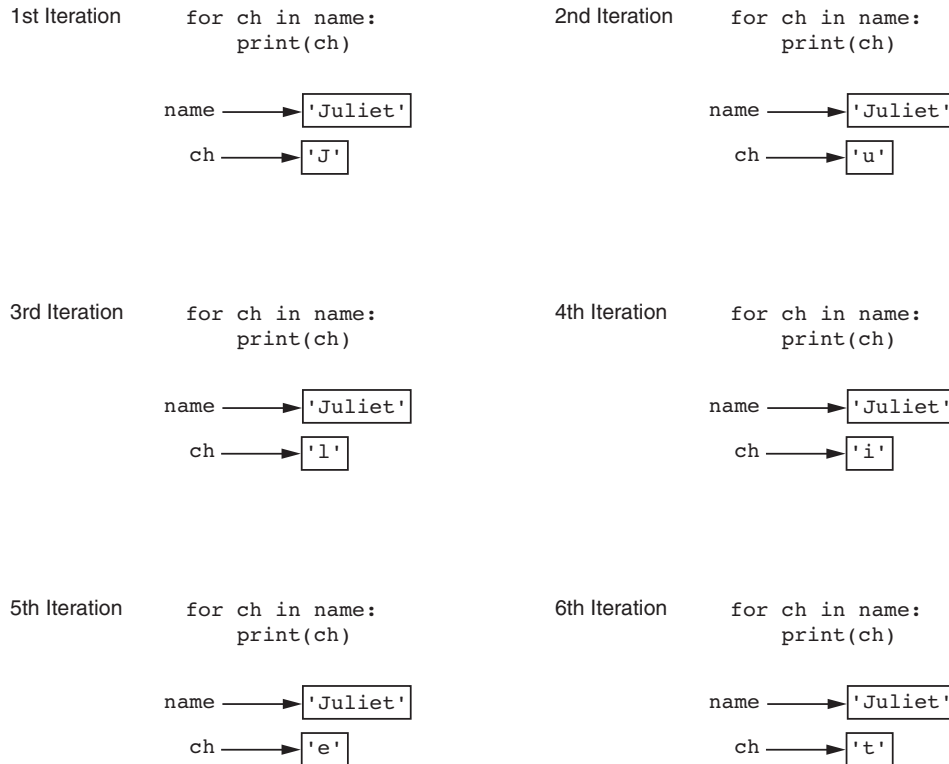 1st Iteration
for ch in name:
    print(ch)
name 'Juliet'
ch 'J'
2nd Iteration
for ch in name:
    print(ch)
name 'Juliet'
ch 'u'
3rd Iteration
for ch in name:
    print(ch)
name 'Juliet'
ch 'l'
4th Iteration
for ch in name:
    print(ch)
name 'Juliet'
ch 'i'
5th Iteration
for ch in name:
    print(ch)
name 'Juliet'
ch 'e'
6th Iteration
for ch in name:
    print(ch)
name 'Juliet'
ch 't'